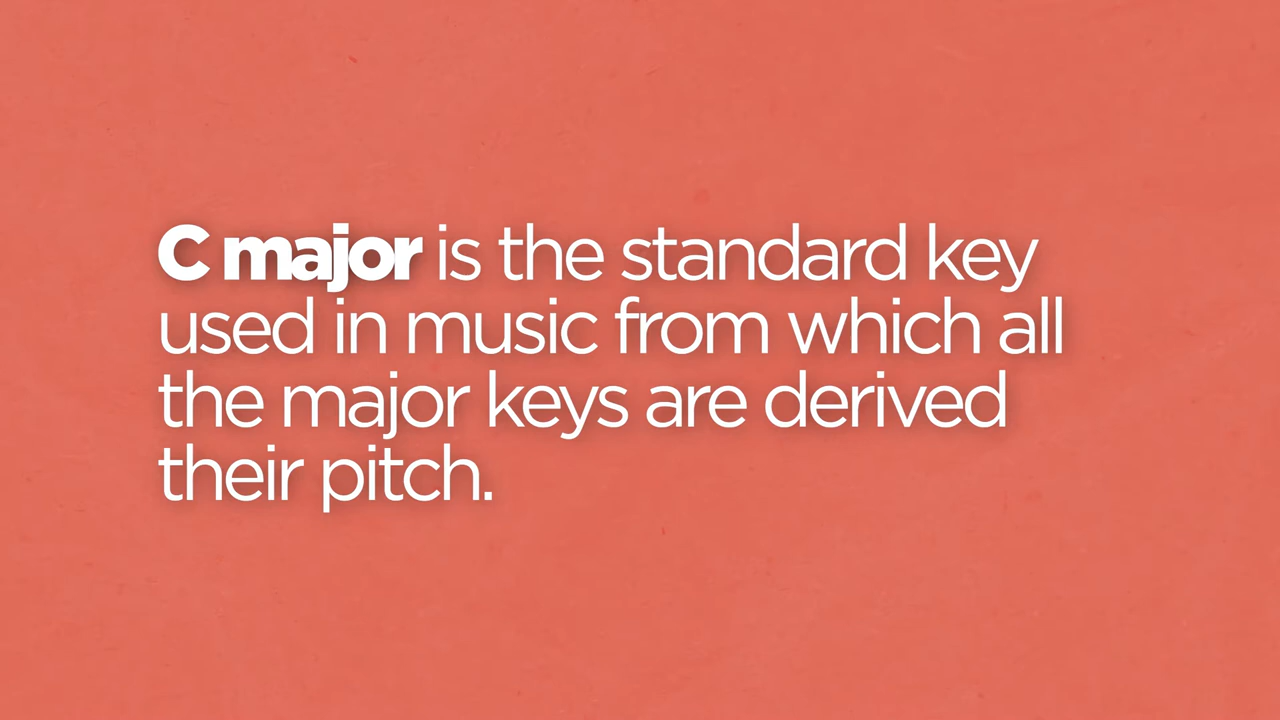 C major is the standard key
used in music from which all
the major keys are derived
their pitch.